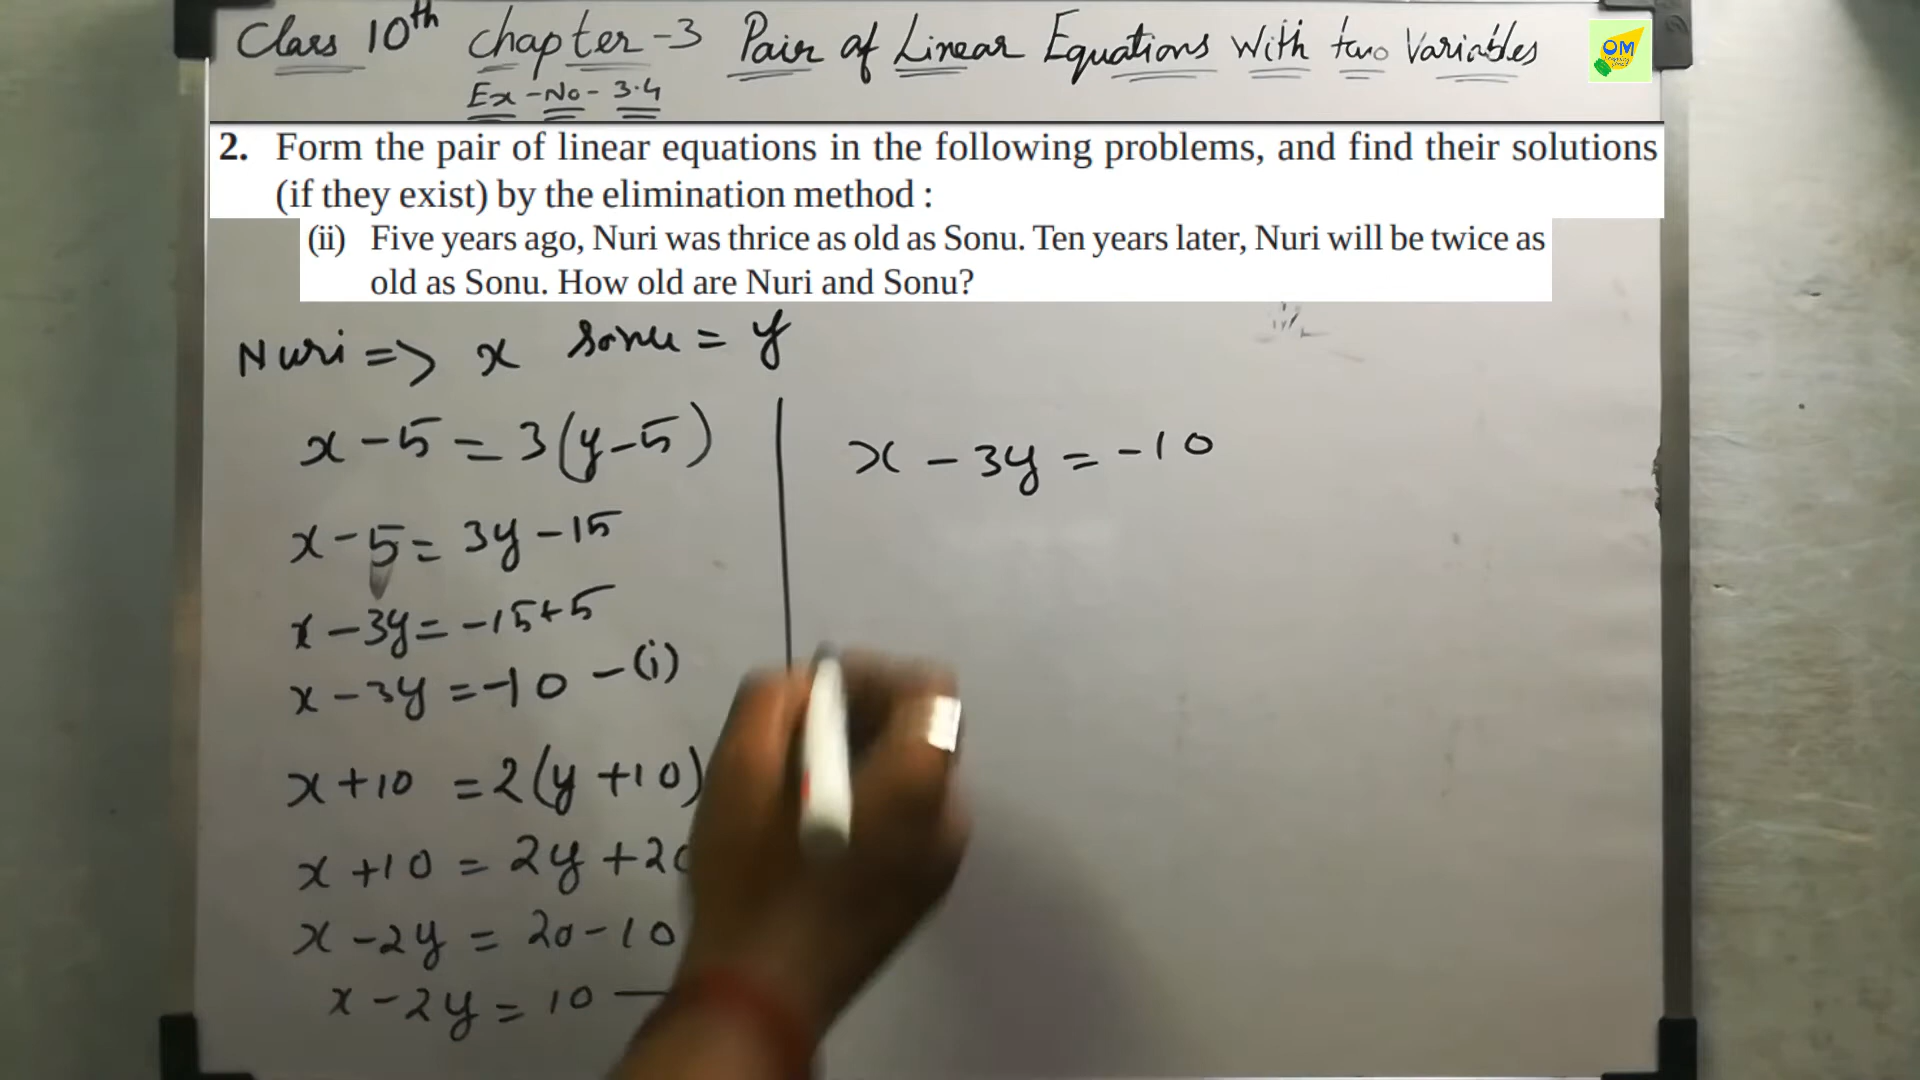 Class 10th Chapter-3 Pair of Linear Equations With two Variables
Ex-No- 3.4
OM
2. Form the pair of linear equations in the following problems, and find their solutions
(if they exist) by the elimination method :
(ii) Five years ago, Nuri was thrice as old as Sonu. Ten years later, Nuri will be twice as
old as Sonu. How old are Nuri and Sonu?
Nuri => x sonu = y
x - 5 = 3(y-5)
x - 5 = 3y - 15
x - 3y = -15+5
x - 3y = -10 - (i)
x + 10 = 2(y + 10)
x + 10 = 2y + 20
x - 2y = 20 - 10
x - 2y = 10 —
x - 3y = -10